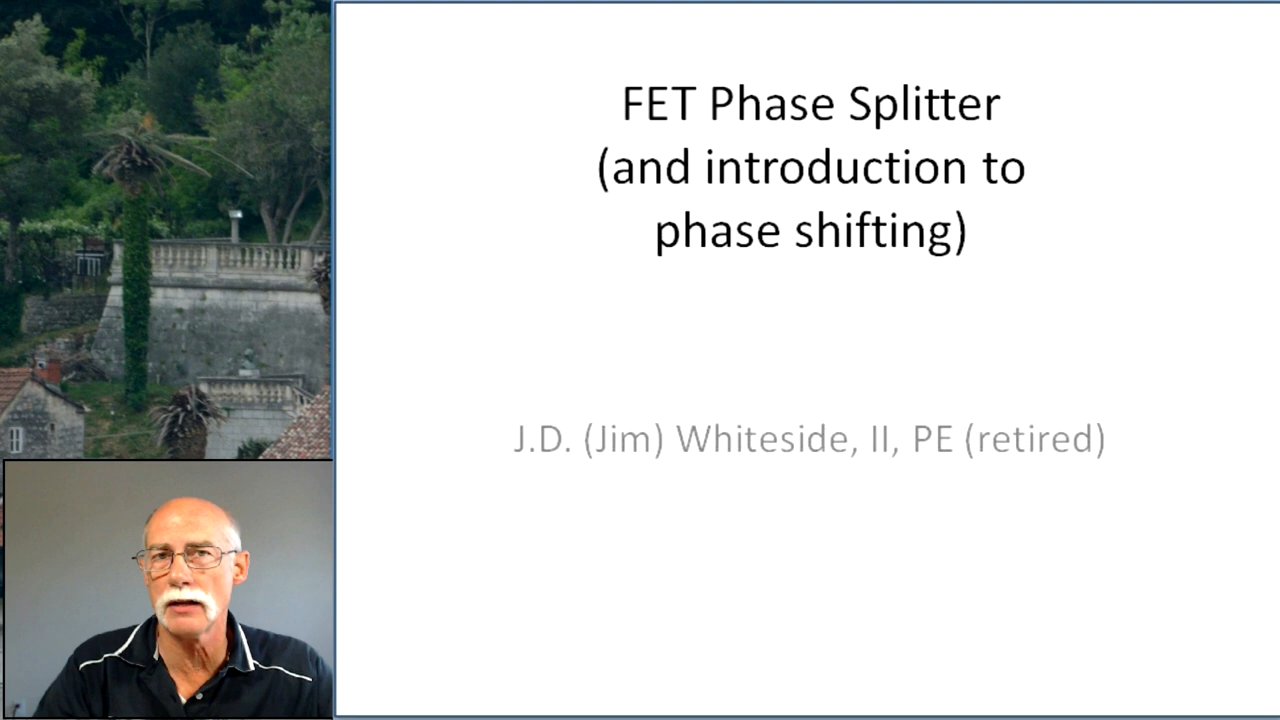 FET Phase Splitter
(and introduction to
phase shifting)
J.D. (Jim) Whiteside, II, PE (retired)